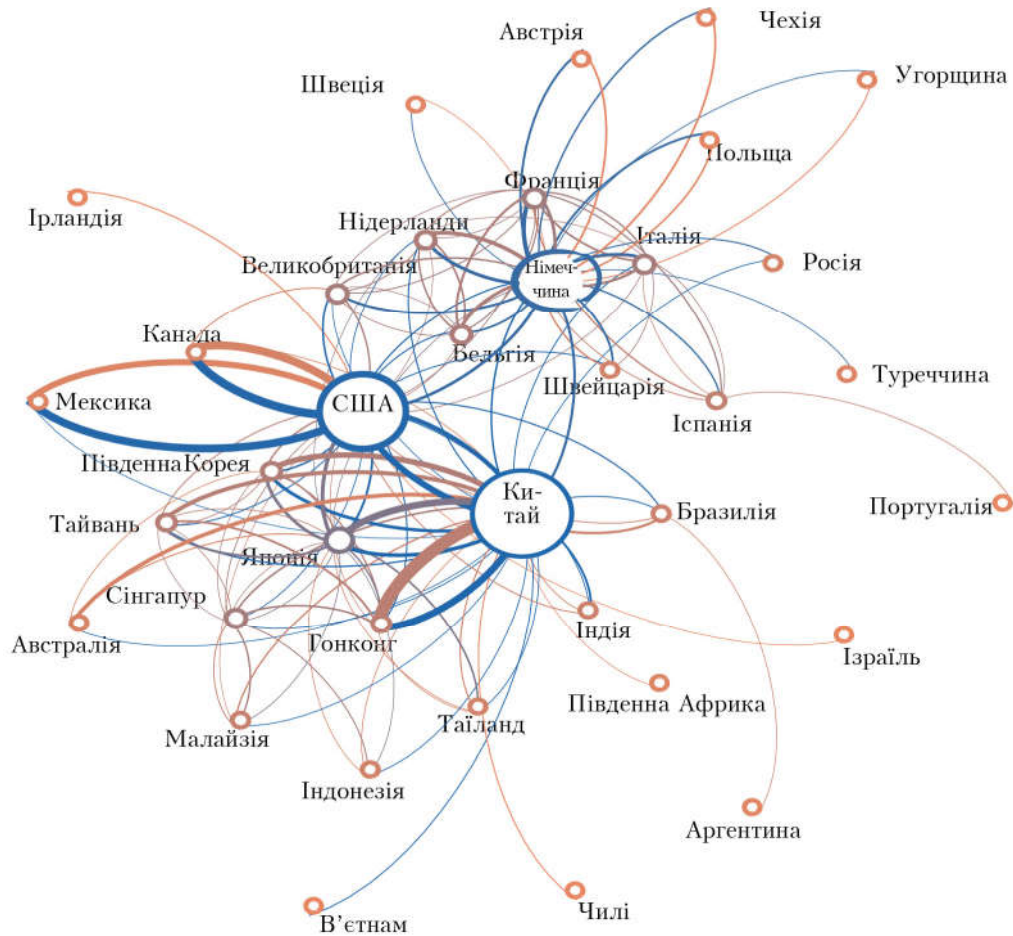 Чехія
Австрія
Угорщина
Швеція
Польща
Франція
Ірландія
Нідерланди
Італія
Великобританія
Німеч-
чина
Росія
Канада
Бельгія
Швейцарія
Туреччина
Мексика
США
Іспанія
ПівденнаКорея
Ки-
тай
Португалія
Тайвань
Бразилія
Японія
Сінгапур
Австралія
Гонконг
Індія
Ізраїль
Південна Африка
Малайзія
Таїланд
Індонезія
Аргентина
В’єтнам
Чилі